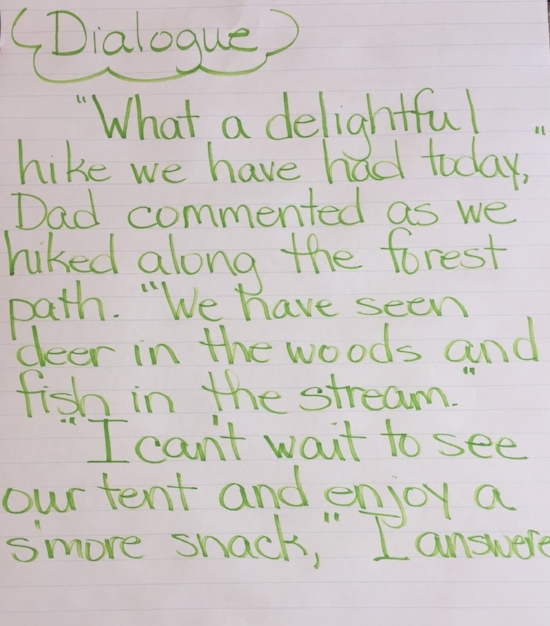 Dialogue
"What a delightful
hike we have had today,"
Dad commented as we
hiked along the forest
path. "We have seen
deer in the woods and
fish in the stream."
"I can't wait to see
our tent and enjoy a
s'more snack," I answere